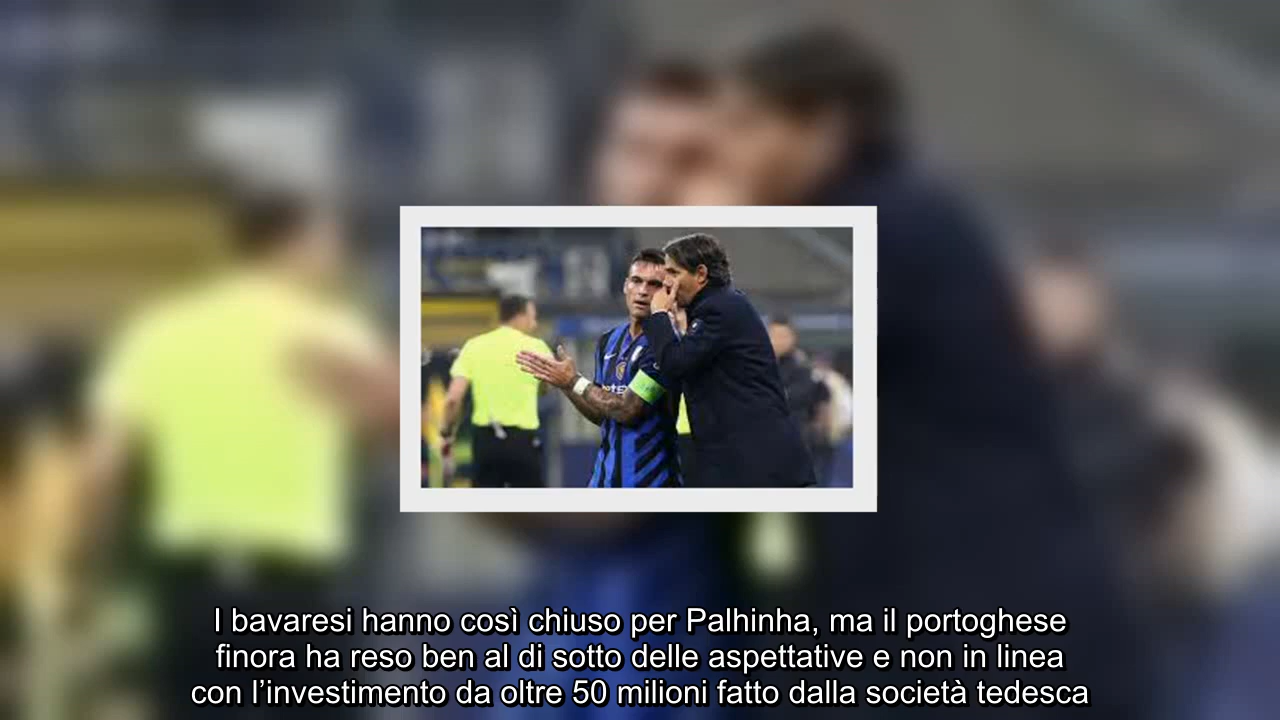 I bavaresi hanno così chiuso per Palhinha, ma il portoghese
finora ha reso ben al di sotto delle aspettative e non in linea
con l’investimento da oltre 50 milioni fatto dalla società tedesca